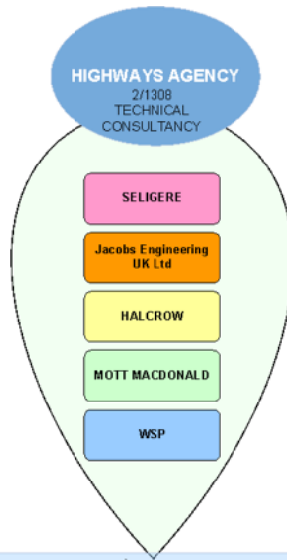 HIGHWAYS AGENCY
2/1308
TECHNICAL
CONSULTANCY
SELIGERE
Jacobs Engineering
UK Ltd
HALCROW
MOTT MACDONALD
WSP